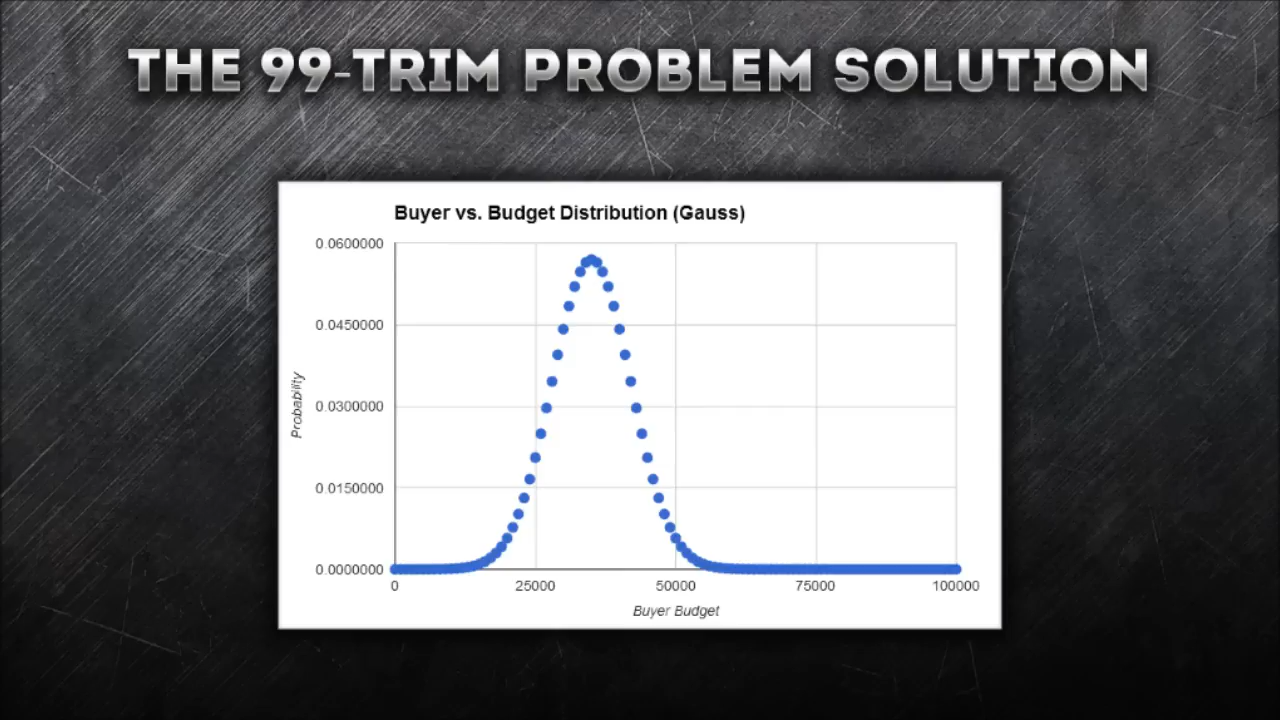 THE 99-TRIM PROBLEM SOLUTION
Buyer vs. Budget Distribution (Gauss)
0.0600000
0.0450000
0.0300000
0.0150000
0.0000000
Probability
0 25000 50000 75000 100000
Buyer Budget